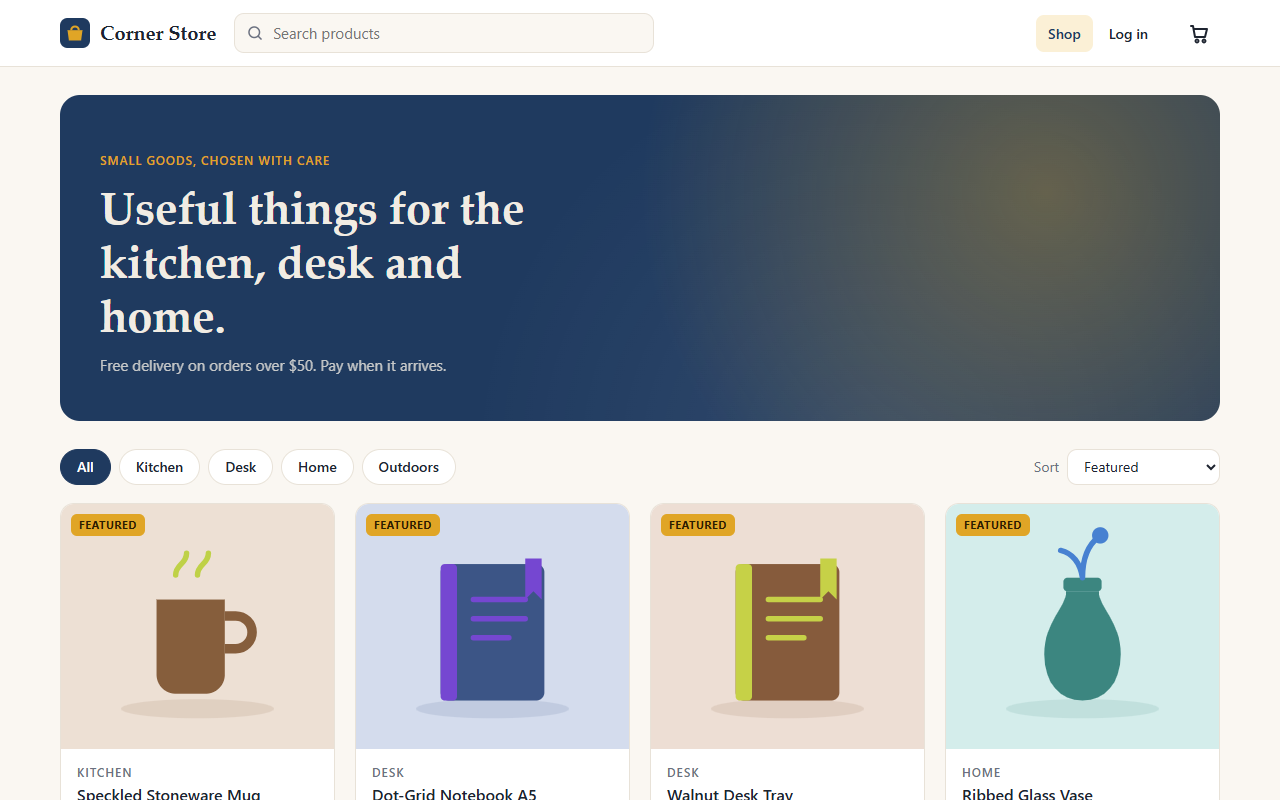 Corner Store
Search products
Shop
Log in
SMALL GOODS, CHOSEN WITH CARE
Useful things for the
kitchen, desk and
home.
Free delivery on orders over $50. Pay when it arrives.
All
Kitchen
Desk
Home
Outdoors
Sort
Featured
FEATURED
FEATURED
FEATURED
FEATURED
KITCHEN
DESK
DESK
HOME
Speckled Stoneware Mug
Dot-Grid Notebook A5
Walnut Desk Tray
Ribbed Glass Vase